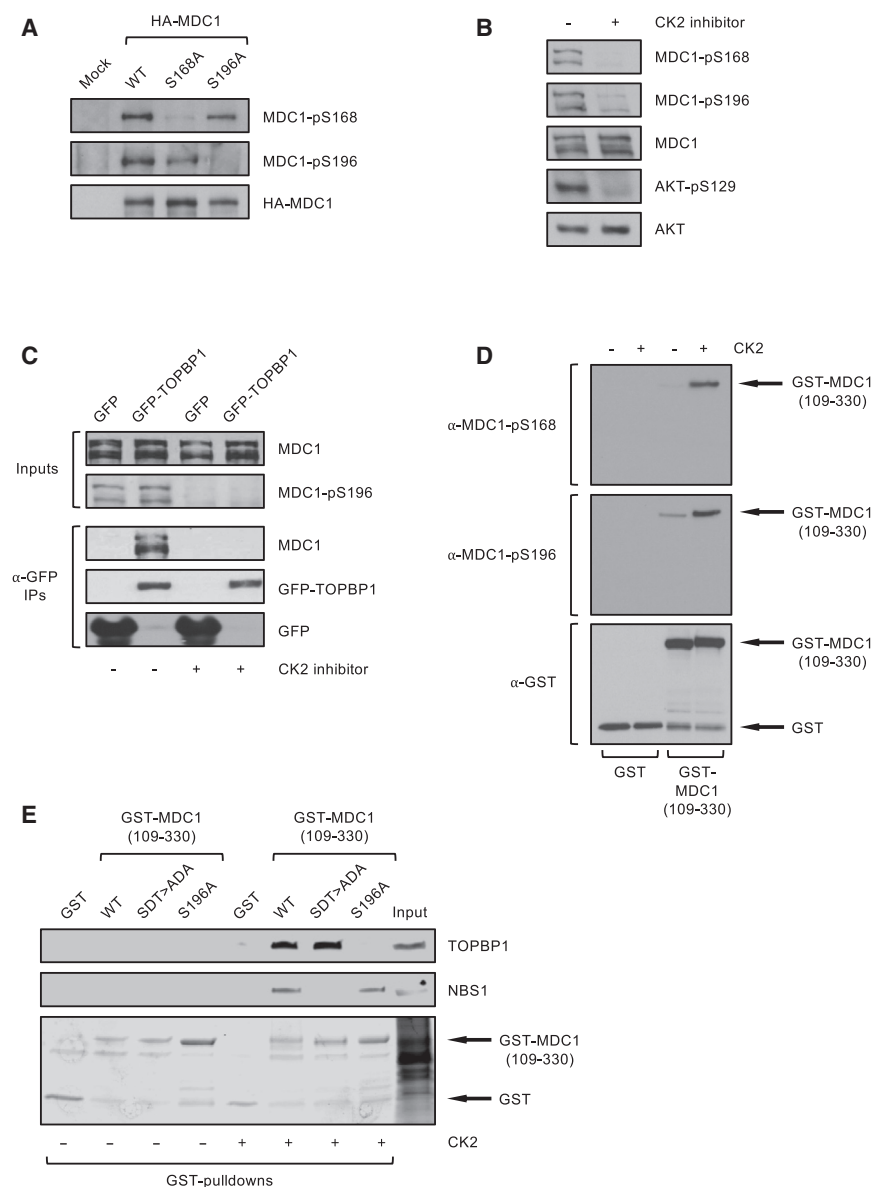 A
HA-MDC1
Mock
WT
S168A
S196A
MDC1-pS168
MDC1-pS196
HA-MDC1
B
- + CK2 inhibitor
MDC1-pS168
MDC1-pS196
MDC1
AKT-pS129
AKT
C
GFP
GFP-TOPBP1
GFP
GFP-TOPBP1
Inputs
MDC1
MDC1-pS196
α-GFP
IPs
MDC1
GFP-TOPBP1
GFP
- - + + CK2 inhibitor
D
- + - + CK2
α-MDC1-pS168
GST-MDC1
(109-330)
α-MDC1-pS196
GST-MDC1
(109-330)
α-GST
GST-MDC1
(109-330)
GST
GST
GST-
MDC1
(109-330)
E
GST-MDC1
(109-330)
GST-MDC1
(109-330)
GST
WT
SDT>ADA
S196A
GST
WT
SDT>ADA
S196A
Input
TOPBP1
NBS1
GST-MDC1
(109-330)
GST
- - - - + + + + CK2
GST-pulldowns